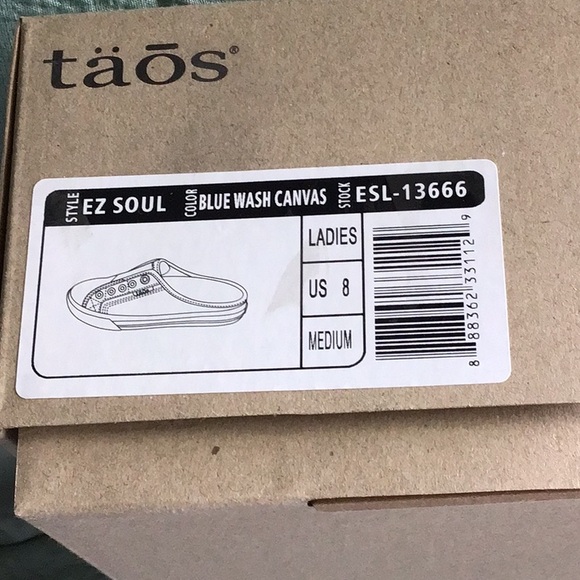 täōs®
STYLE EZ SOUL COLOR BLUE WASH CANVAS STOCK ESL-13666
LADIES
US 8
MEDIUM
8 88362 33112 9